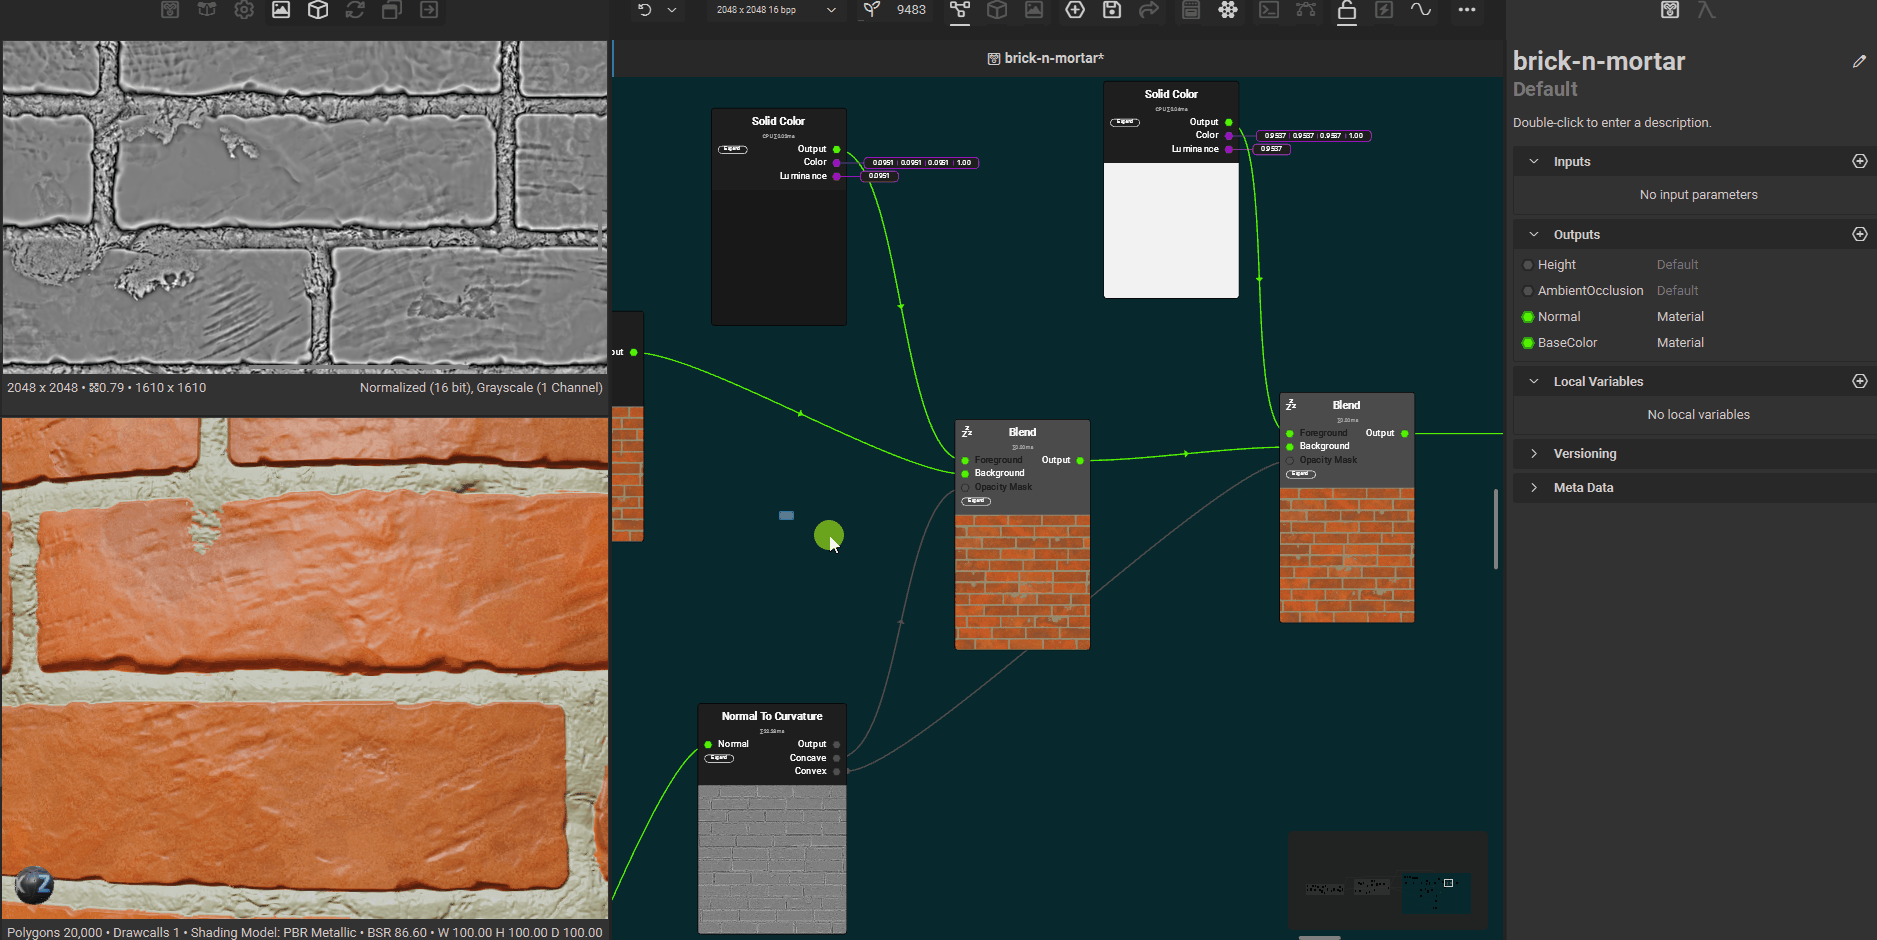 2048 x 2048 16 bpp
9483
brick-n-mortar*
2048 x 2048 • 0.79 • 1610 x 1610
Normalized (16 bit), Grayscale (1 Channel)
Polygons 20,000 • Drawcalls 1 • Shading Model: PBR Metallic • BSR 86.60 • W 100.00 H 100.00 D 100.00
Solid Color
Expand
Output
Color
0.0951 | 0.0951 | 0.0951 | 1.00
Luminance
0.0951
Solid Color
Expand
Output
Color
0.9537 | 0.9537 | 0.9537 | 1.00
Luminance
0.9537
Blend
Foreground
Output
Background
Opacity Mask
Expand
Blend
Foreground
Output
Background
Opacity Mask
Expand
Normal To Curvature
Normal
Output
Expand
Concave
Convex
brick-n-mortar
Default
Double-click to enter a description.
Inputs
No input parameters
Outputs
Height Default
AmbientOcclusion Default
Normal Material
BaseColor Material
Local Variables
No local variables
Versioning
Meta Data